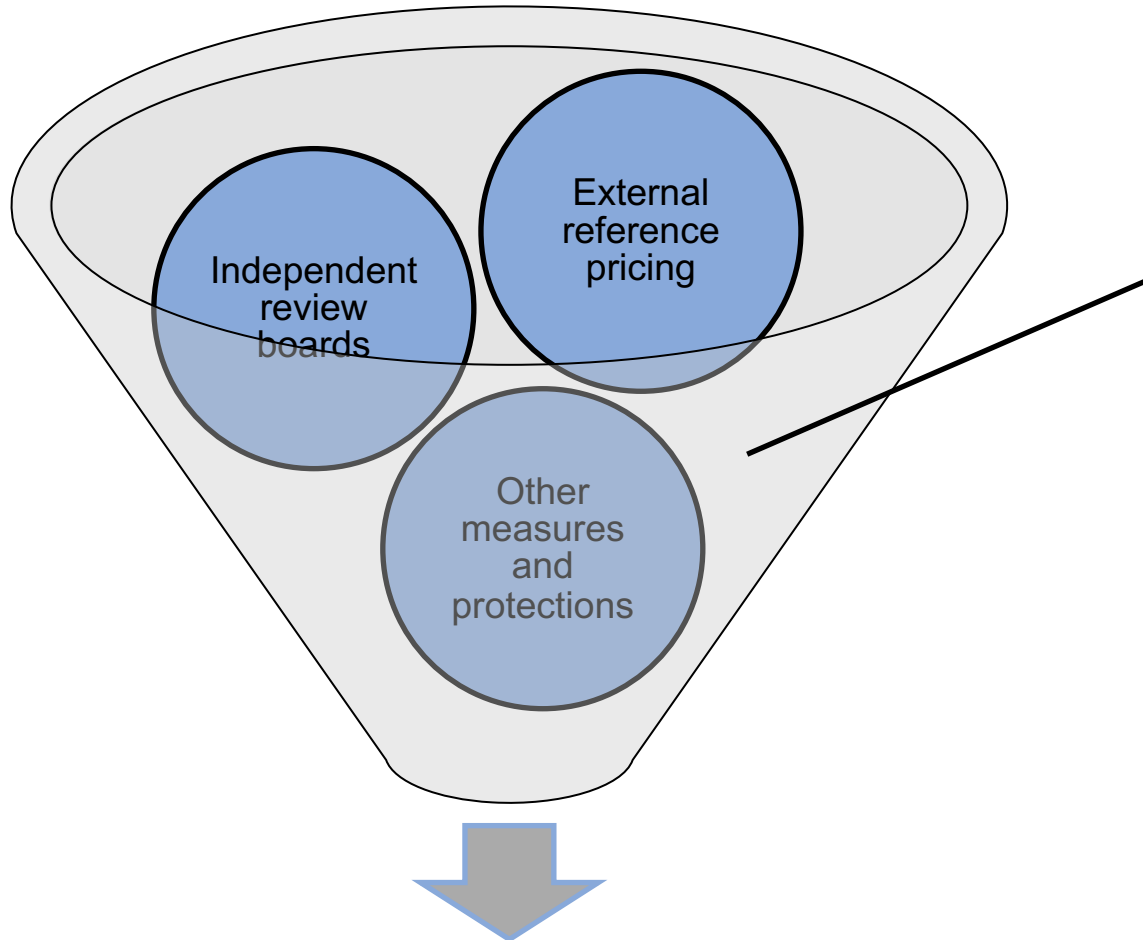 External
reference
pricing
Independent
review
boards
Other
measures
and
protections